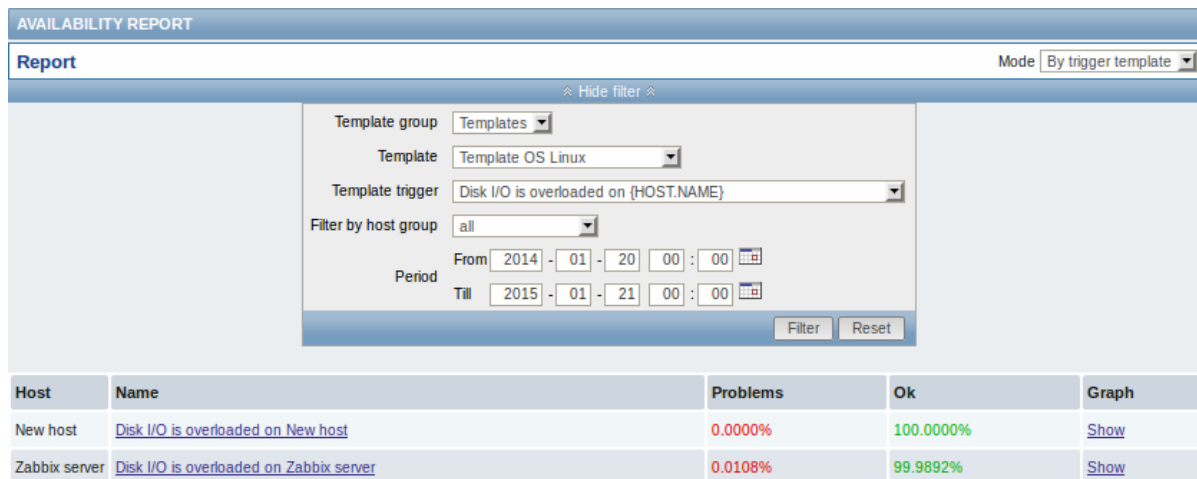 AVAILABILITY REPORT
Report Mode By trigger template
Hide filter
Template group Templates
Template Template OS Linux
Template trigger Disk I/O is overloaded on {HOST.NAME}
Filter by host group all
Period
From 2014 - 01 - 20 00 : 00
Till 2015 - 01 - 21 00 : 00
Filter Reset
Host Name Problems Ok Graph
New host Disk I/O is overloaded on New host 0.0000% 100.0000% Show
Zabbix server Disk I/O is overloaded on Zabbix server 0.0108% 99.9892% Show